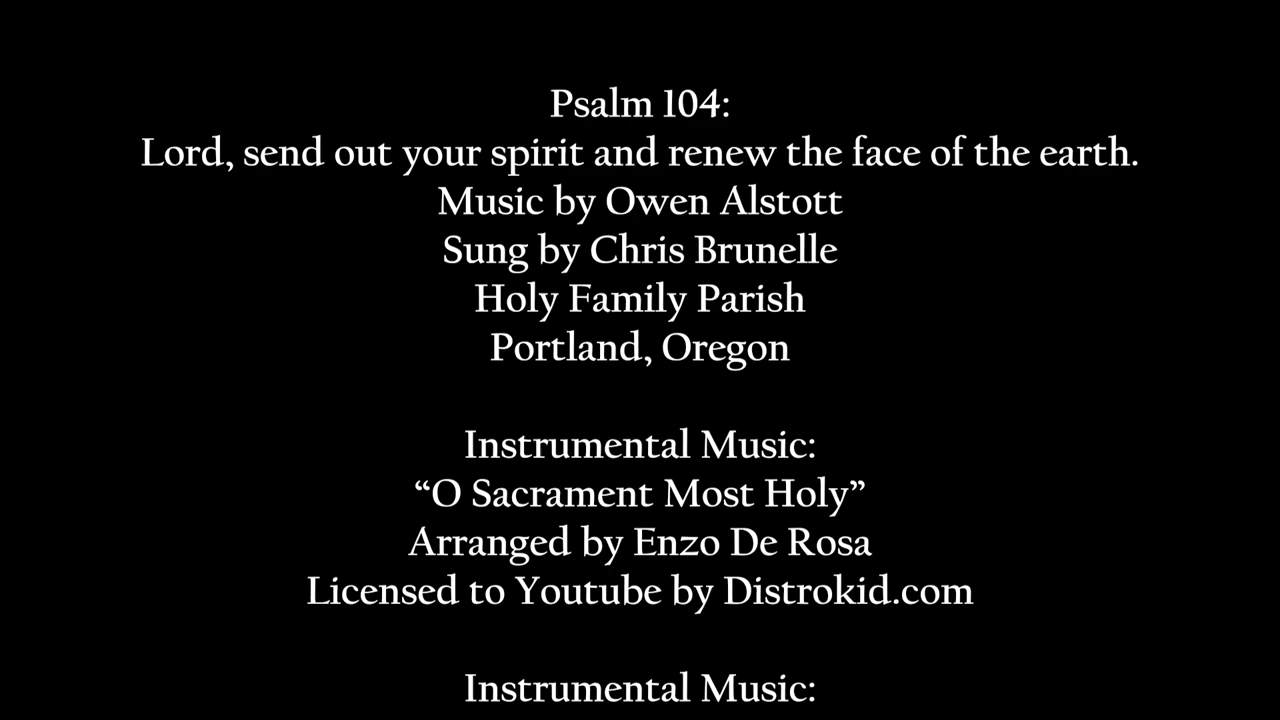 Psalm 104:
Lord, send out your spirit and renew the face of the earth.
Music by Owen Alstott
Sung by Chris Brunelle
Holy Family Parish
Portland, Oregon
Instrumental Music:
“O Sacrament Most Holy”
Arranged by Enzo De Rosa
Licensed to Youtube by Distrokid.com
Instrumental Music: